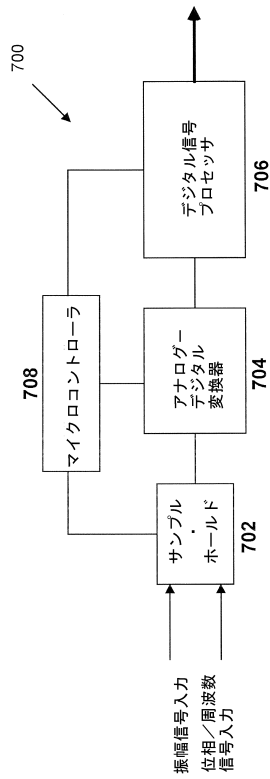 700
708
マイクロコントローラ
振幅信号入力
位相／周波数
信号入力
サンプル
・
ホールド
702
アナログー
デジタル
変換器
704
デジタル信号
プロセッサ
706